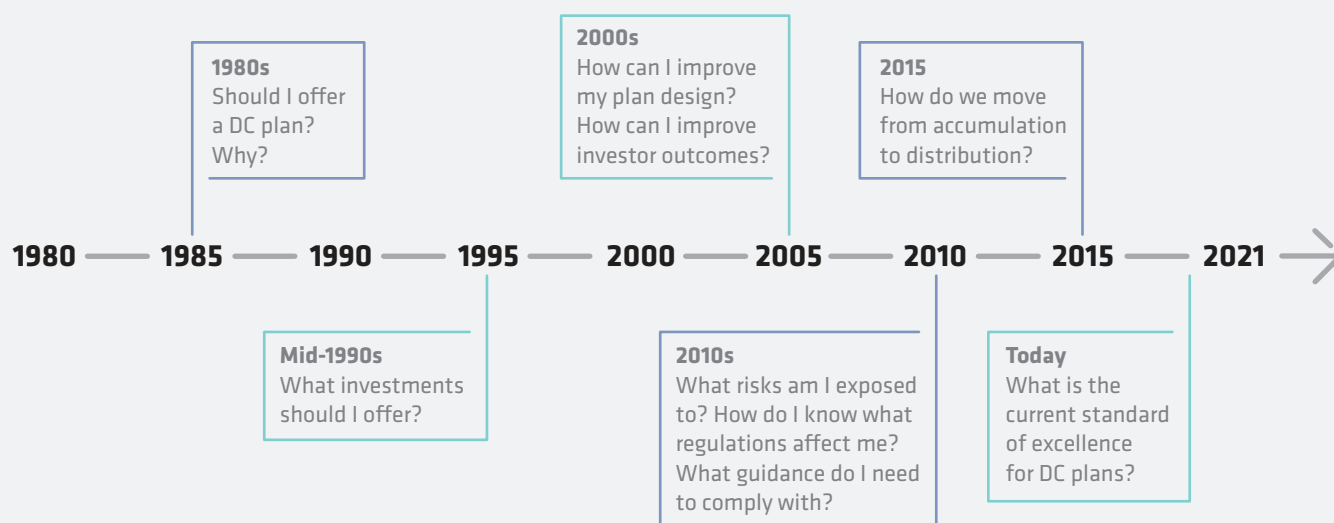 1980s
Should I offer
a DC plan?
Why?
2000s
How can I improve
my plan design?
How can I improve
investor outcomes?
2015
How do we move
from accumulation
to distribution?
1980 1985 1990 1995 2000 2005 2010 2015 2021
Mid-1990s
What investments
should I offer?
2010s
What risks am I exposed
to? How do I know what
regulations affect me?
What guidance do I need
to comply with?
Today
What is the
current standard
of excellence
for DC plans?